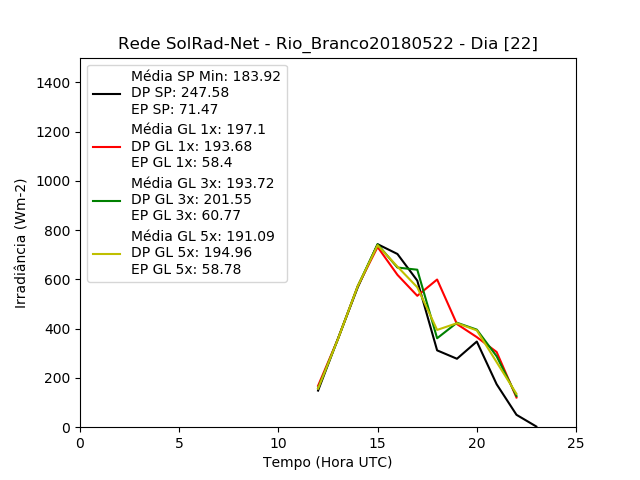 Rede SolRad-Net - Rio_Branco20180522 - Dia [22]
Média SP Min: 183.92
DP SP: 247.58
EP SP: 71.47
Média GL 1x: 197.1
DP GL 1x: 193.68
EP GL 1x: 58.4
Média GL 3x: 193.72
DP GL 3x: 201.55
EP GL 3x: 60.77
Média GL 5x: 191.09
DP GL 5x: 194.96
EP GL 5x: 58.78
Irradiância (Wm-2)
1400
1200
1000
800
600
400
200
0
0 5 10 15 20 25
Tempo (Hora UTC)